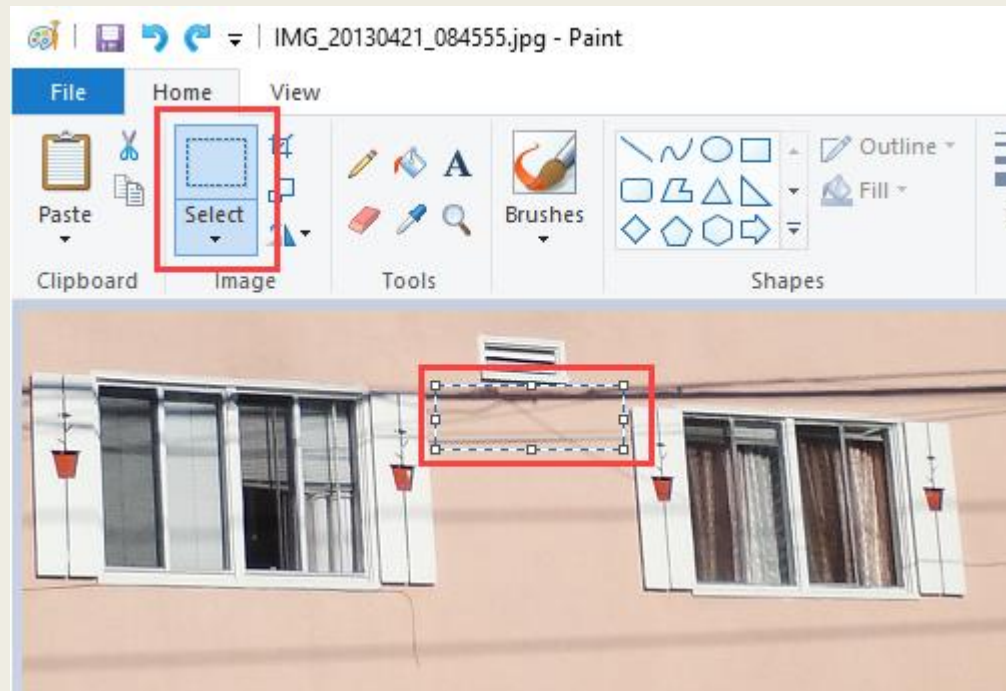 IMG_20130421_084555.jpg - Paint
File Home View
Paste Select Brushes Outline Fill
Clipboard Image Tools Shapes